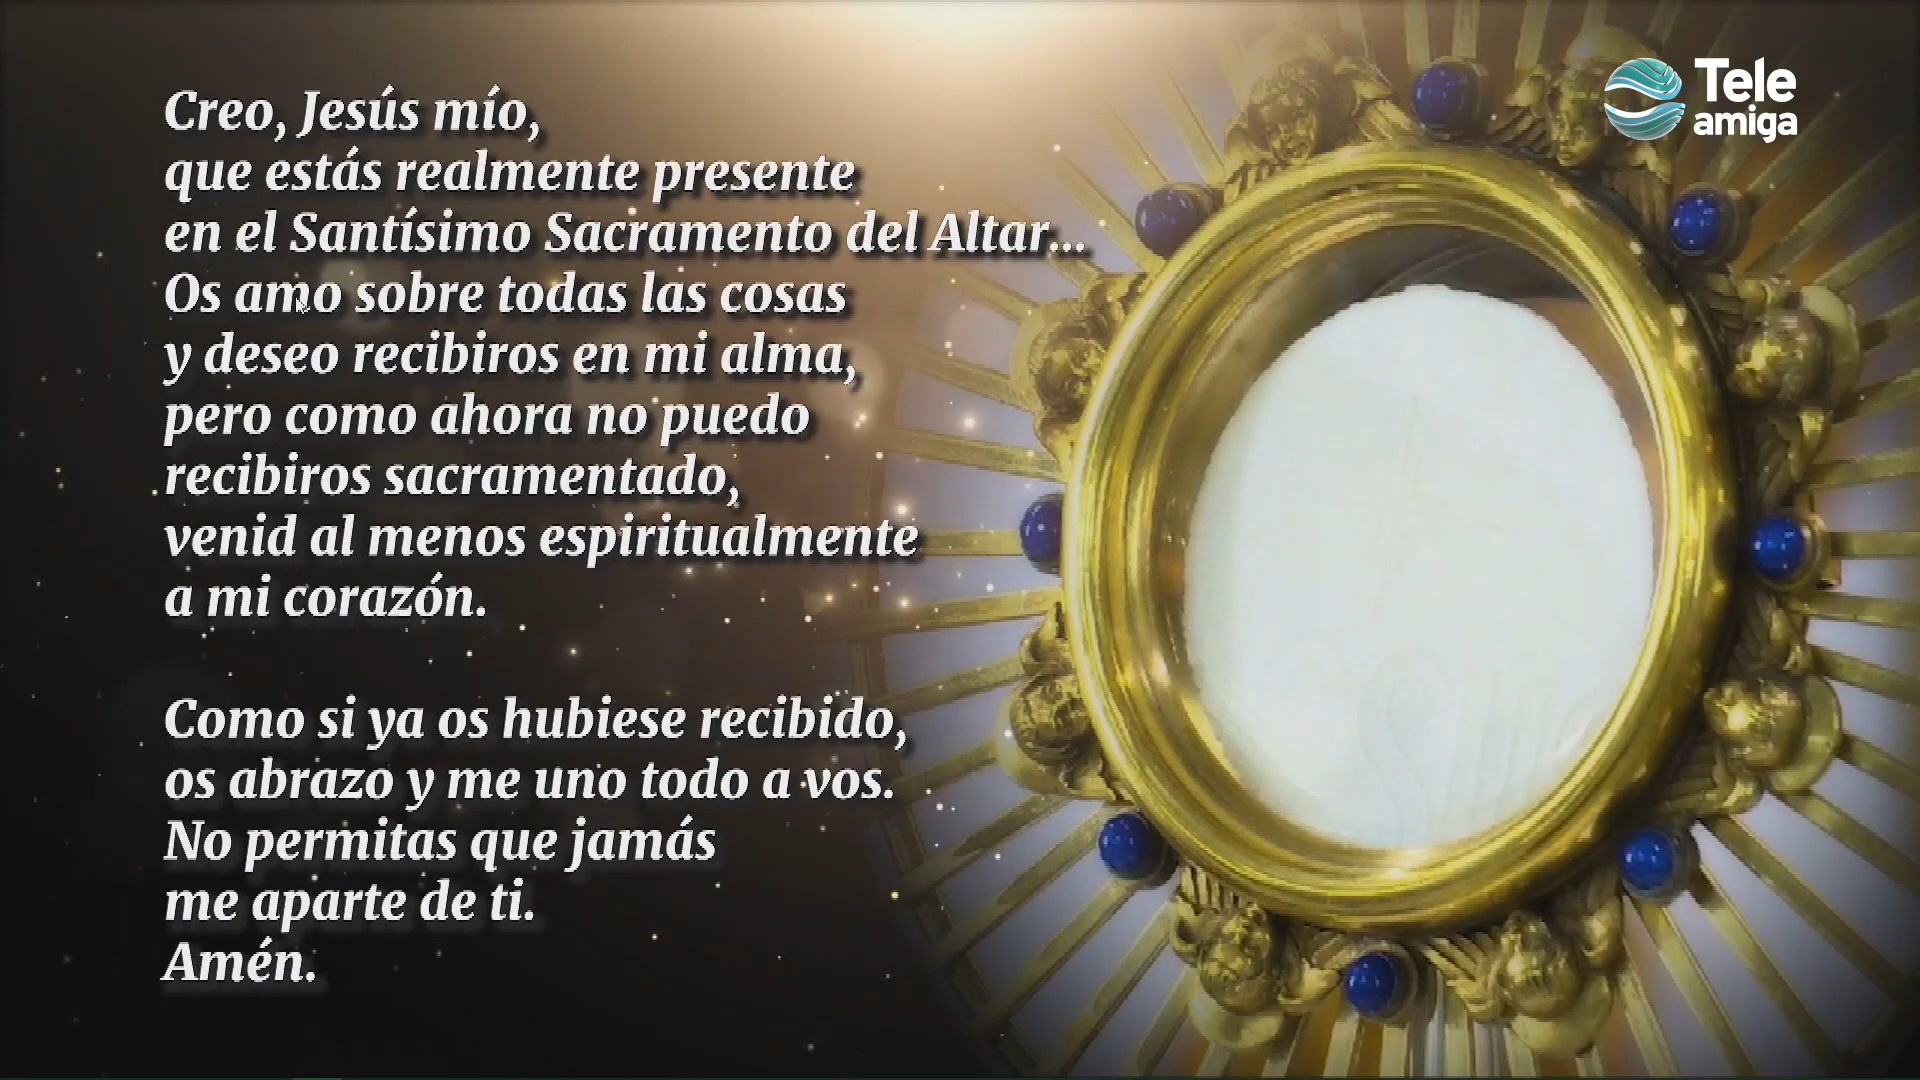 Creo, Jesús mío,
que estás realmente presente
en el Santísimo Sacramento del Altar...
Os amo sobre todas las cosas
y deseo recibiros en mi alma,
pero como ahora no puedo
recibiros sacramentado,
venid al menos espiritualmente
a mi corazón.
Como si ya os hubiese recibido,
os abrazo y me uno todo a vos.
No permitas que jamás
me aparte de ti.
Amén.
Tele
amiga